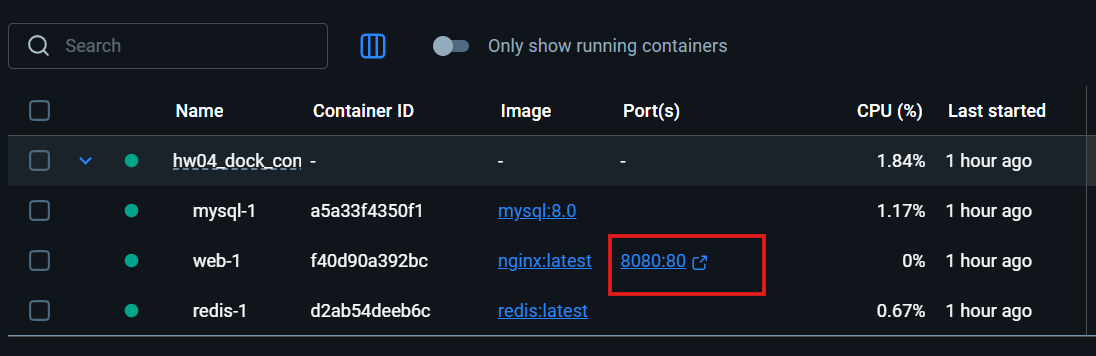 Search Only show running containers
Name Container ID Image Port(s) CPU (%) Last started
hw04_dock_con - - - 1.84% 1 hour ago
mysql-1 a5a33f4350f1 mysql:8.0 1.17% 1 hour ago
web-1 f40d90a392bc nginx:latest 8080:80 0% 1 hour ago
redis-1 d2ab54deeb6c redis:latest 0.67% 1 hour ago